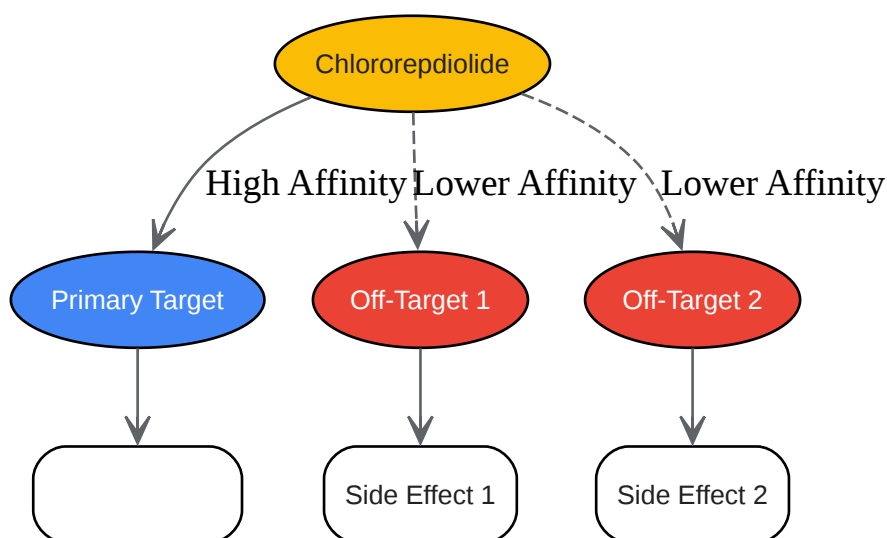 Chlororepdiolide
High Affinity
Lower Affinity
Lower Affinity
Primary Target
Off-Target 1
Off-Target 2
Side Effect 1
Side Effect 2